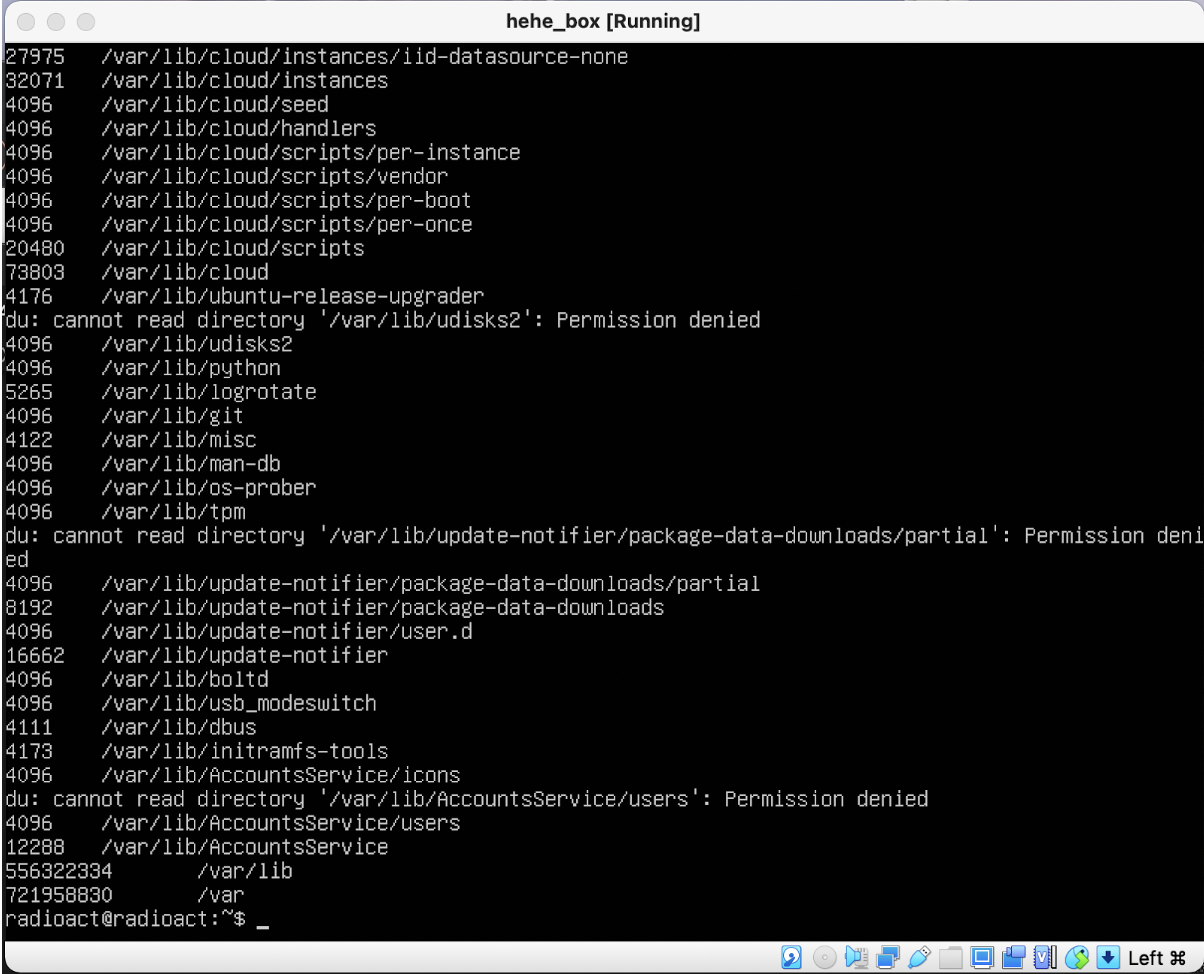 hehe_box [Running]
27975 /var/lib/cloud/instances/iid-datasource-none
32071 /var/lib/cloud/instances
4096 /var/lib/cloud/seed
4096 /var/lib/cloud/handlers
4096 /var/lib/cloud/scripts/per-instance
4096 /var/lib/cloud/scripts/vendor
4096 /var/lib/cloud/scripts/per-boot
4096 /var/lib/cloud/scripts/per-once
20480 /var/lib/cloud/scripts
73803 /var/lib/cloud
4176 /var/lib/ubuntu-release-upgrader
du: cannot read directory '/var/lib/udisks2': Permission denied
4096 /var/lib/udisks2
4096 /var/lib/python
5265 /var/lib/logrotate
4096 /var/lib/git
4122 /var/lib/misc
4096 /var/lib/man-db
4096 /var/lib/os-prober
4096 /var/lib/tpm
du: cannot read directory '/var/lib/update-notifier/package-data-downloads/partial': Permission deni
ed
4096 /var/lib/update-notifier/package-data-downloads/partial
8192 /var/lib/update-notifier/package-data-downloads
4096 /var/lib/update-notifier/user.d
16662 /var/lib/update-notifier
4096 /var/lib/boltd
4096 /var/lib/usb_modeswitch
4111 /var/lib/dbus
4173 /var/lib/initramfs-tools
4096 /var/lib/AccountsService/icons
du: cannot read directory '/var/lib/AccountsService/users': Permission denied
4096 /var/lib/AccountsService/users
12288 /var/lib/AccountsService
556322334 /var/lib
721958830 /var
radioact@radioact:~$ _
Left ⌘